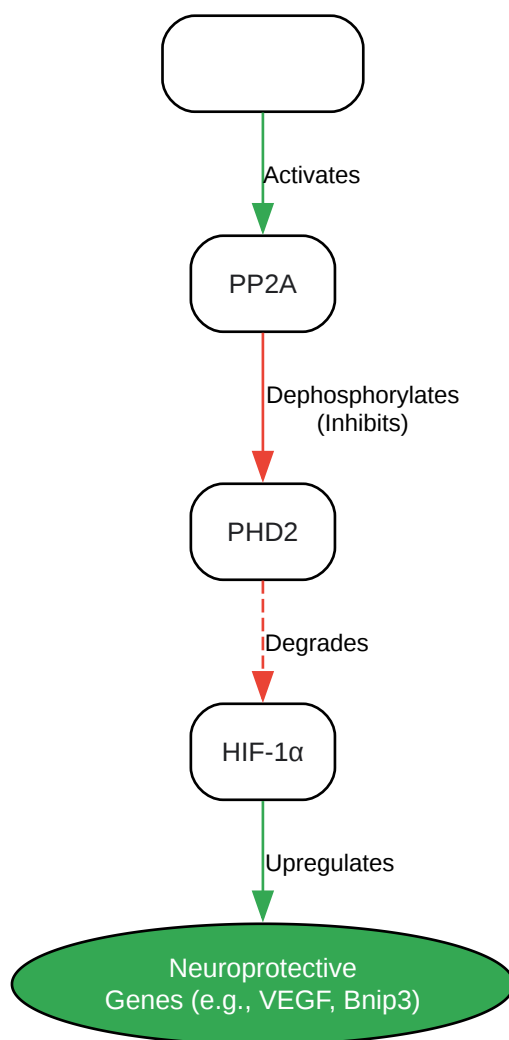 Activates
PP2A
Dephosphorylates
(Inhibits)
PHD2
Degrades
HIF-1α
Upregulates
Neuroprotective
Genes (e.g., VEGF, Bnip3)